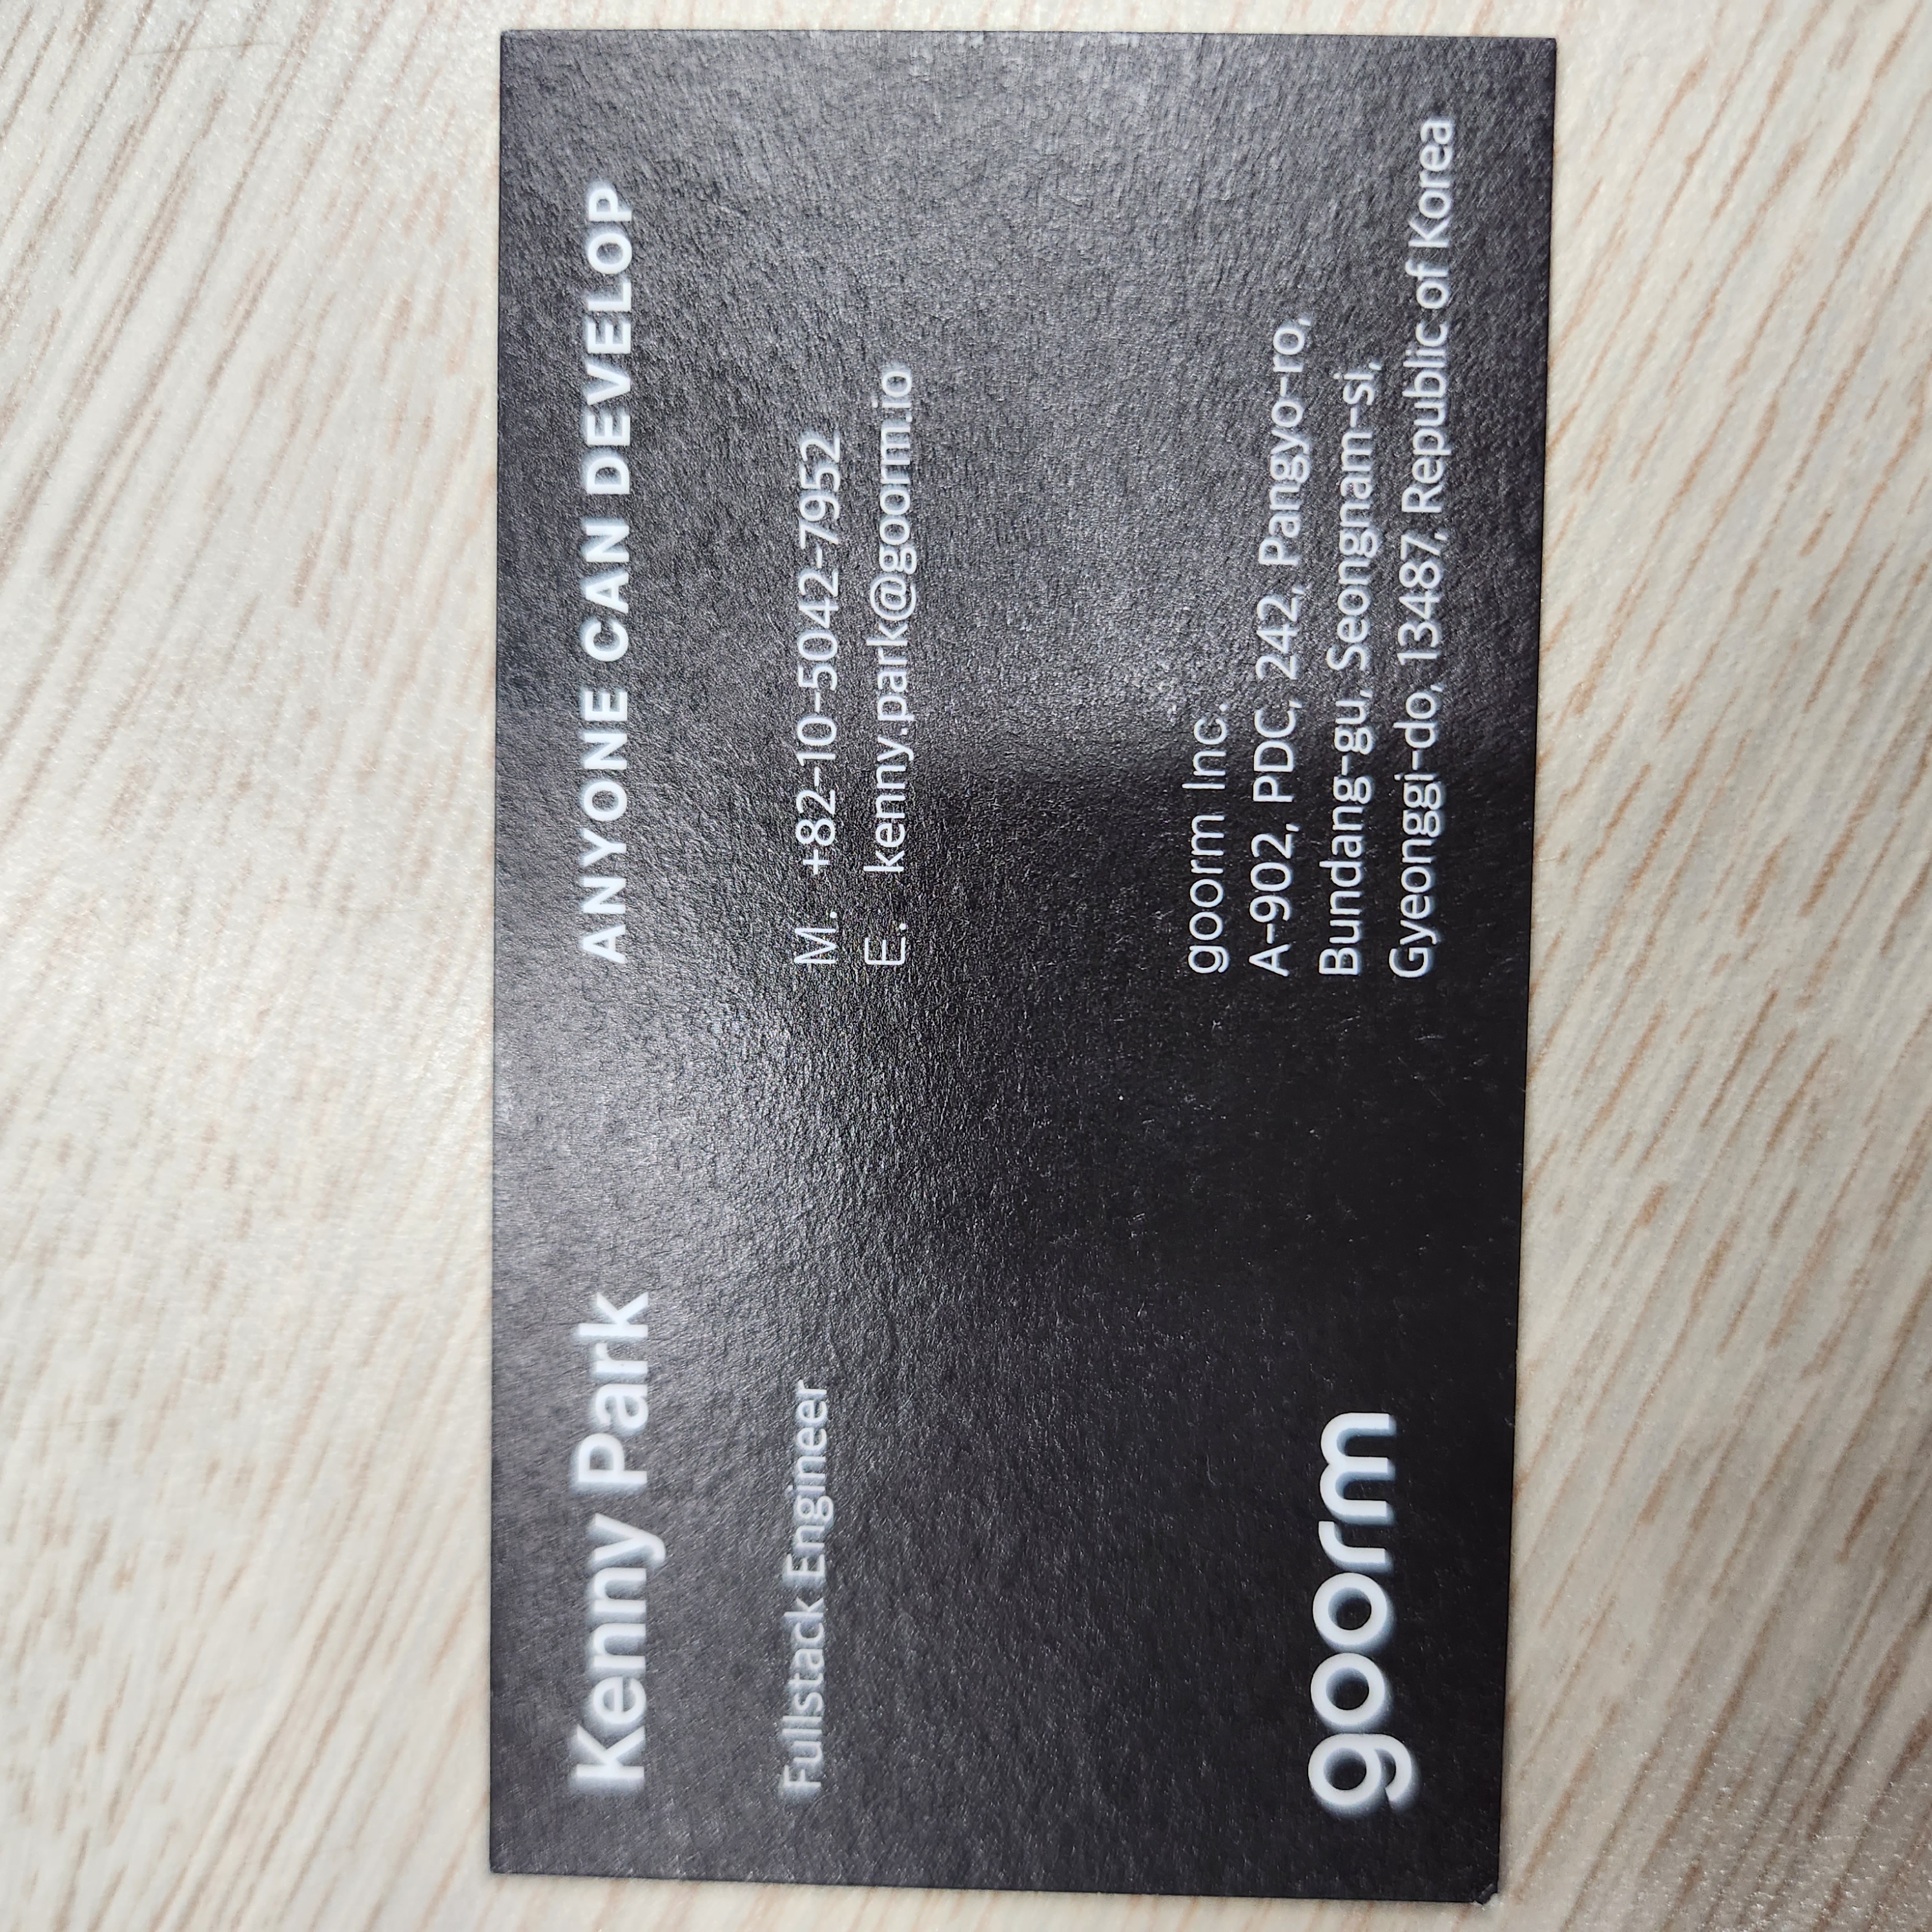 Kenny Park
Fullstack Engineer
goorm
ANYONE CAN DEVELOP
M. +82-10-5042-7952
E. kenny.park@goorm.io
goorm Inc.
A-902, PDC, 242, Pangyo-ro,
Bundang-gu, Seongnam-si,
Gyeonggi-do, 13487, Republic of Korea